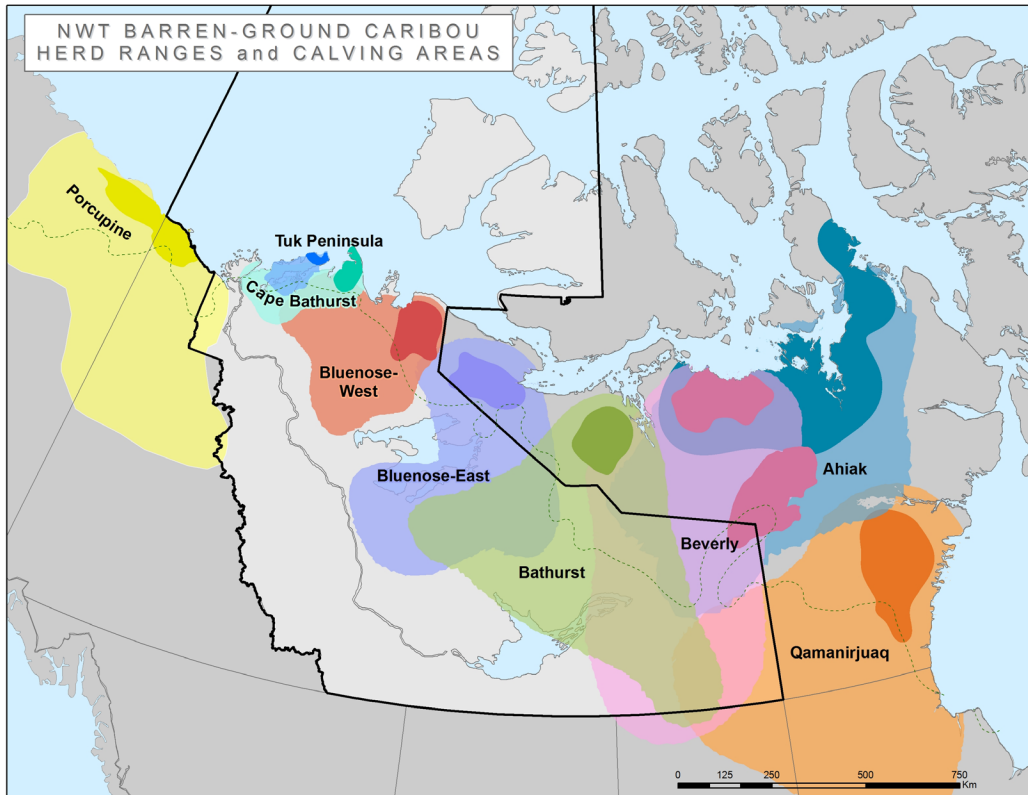 NWT BARREN-GROUND CARIBOU
HERD RANGES and CALVING AREAS
Porcupine
Tuk Peninsula
Cape Bathurst
Bluenose-
West
Bluenose-East
Ahiak
Beverly
Bathurst
Qamanirjuaq
0 125 250 500 750
Km